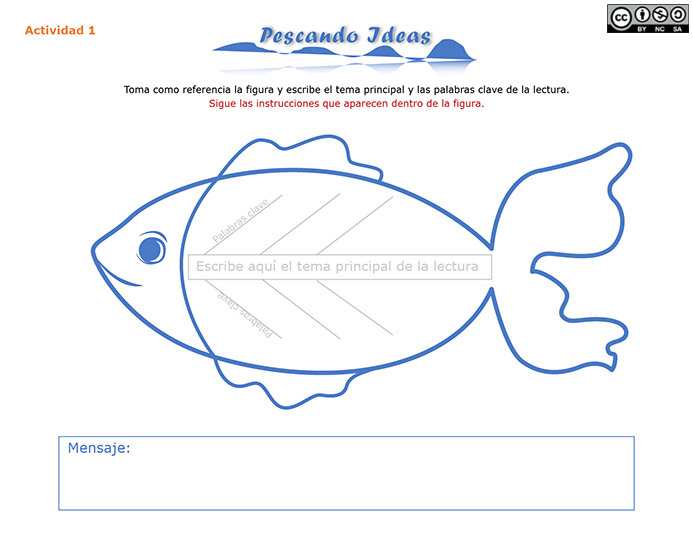 Actividad 1
Pescando Ideas
cc
BY NC SA
Toma como referencia la figura y escribe el tema principal y las palabras clave de la lectura.
Sigue las instrucciones que aparecen dentro de la figura.
Palabras clave
Escribe aquí el tema principal de la lectura
Palabras clave
Mensaje: